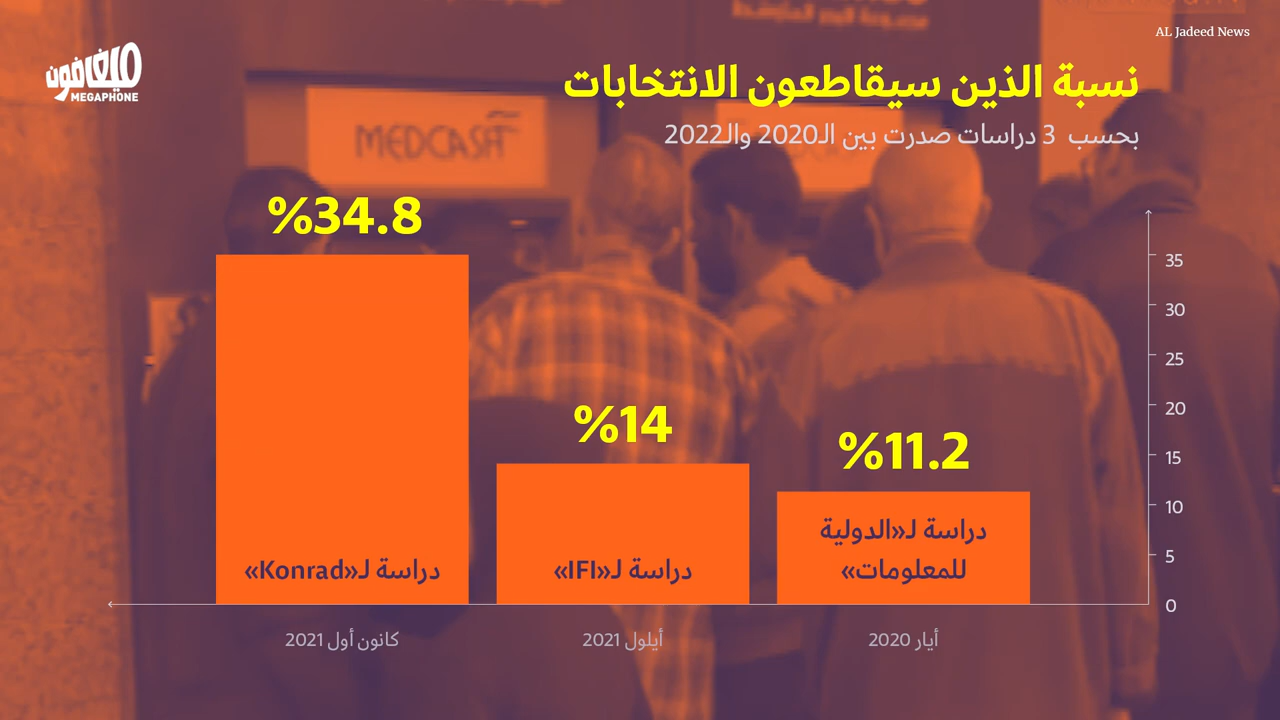 AL Jadeed News
ميغافون
MEGAPHONE
نسبة الذين سيقاطعون الانتخابات
بحسب 3 دراسات صدرت بين الـ2020 والـ2022
MEDCASH
%34.8
%14
%11.2
35
30
25
20
15
10
5
0
دراسة لـ«الدولية
للمعلومات»
دراسة لـ«IFI»
دراسة لـ«Konrad»
أيار 2020
أيلول 2021
كانون أول 2021